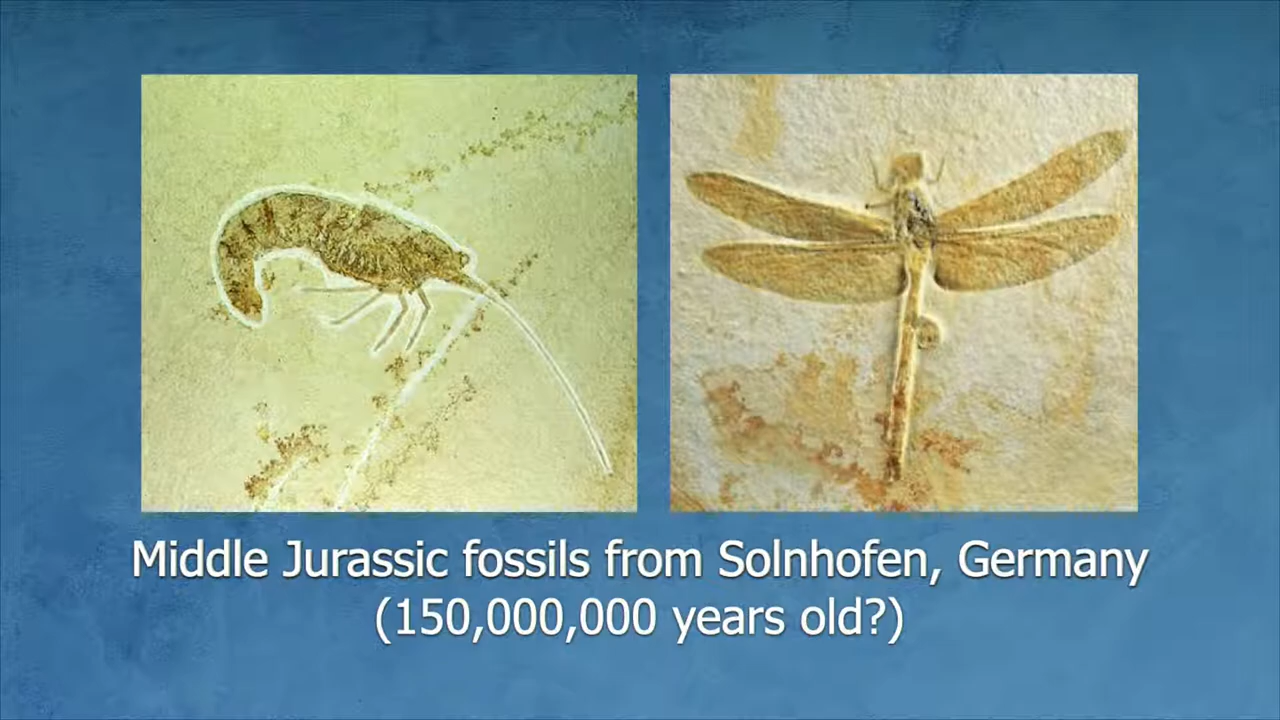 Middle Jurassic fossils from Solnhofen, Germany
(150,000,000 years old?)